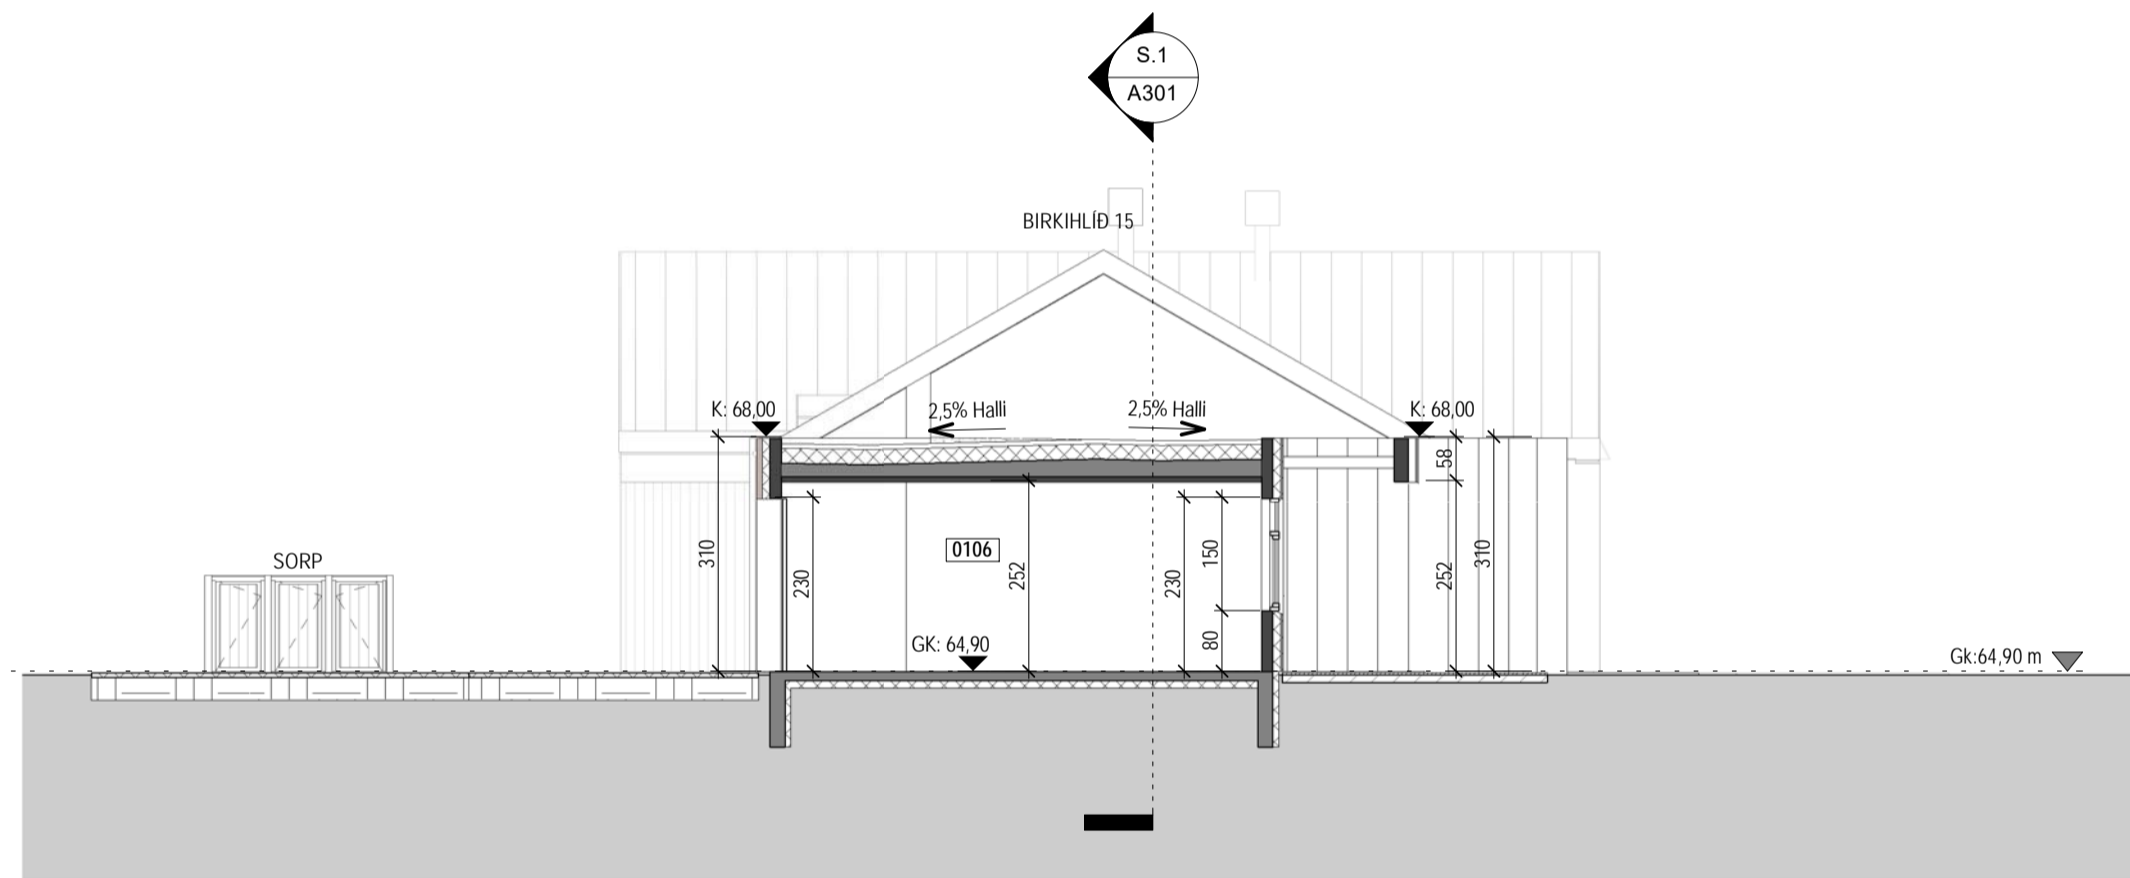 S.1
A301
BIRKIHLÍÐ 15
K: 68,00
2,5% Halli
2,5% Halli
K: 68,00
58
310
230
0106
252
230
150
80
252
310
SORP
GK: 64,90
Gk:64,90 m